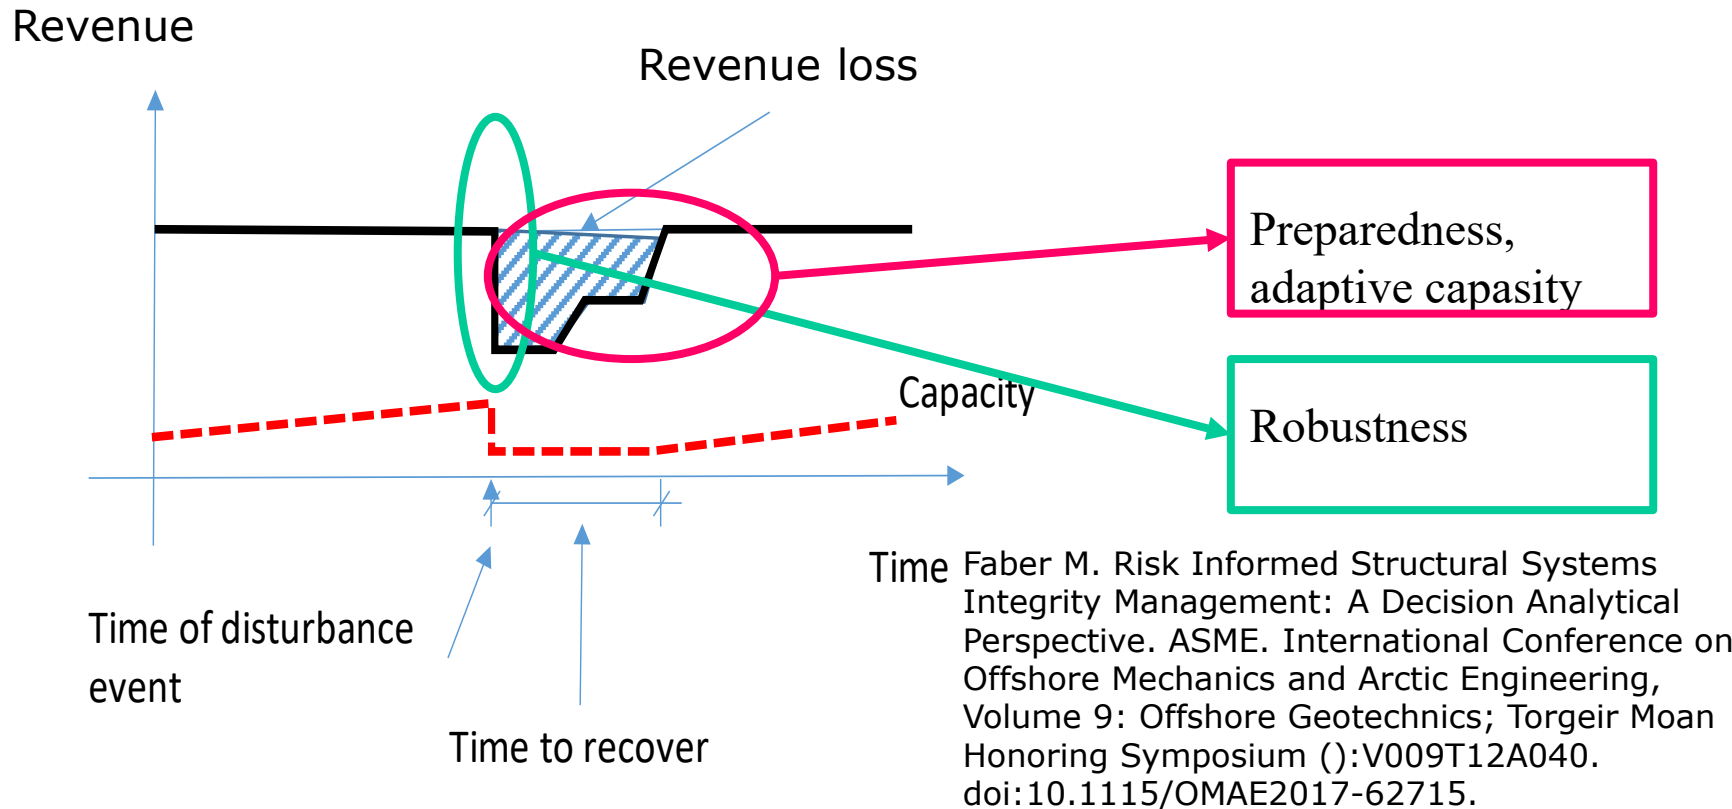 Revenue
Revenue loss
Preparedness,
adaptive capasity
Capacity
Robustness
Time
Time of disturbance
event
Time to recover
Faber M. Risk Informed Structural Systems
Integrity Management: A Decision Analytical
Perspective. ASME. International Conference on
Offshore Mechanics and Arctic Engineering,
Volume 9: Offshore Geotechnics; Torgeir Moan
Honoring Symposium ():V009T12A040.
doi:10.1115/OMAE2017-62715.